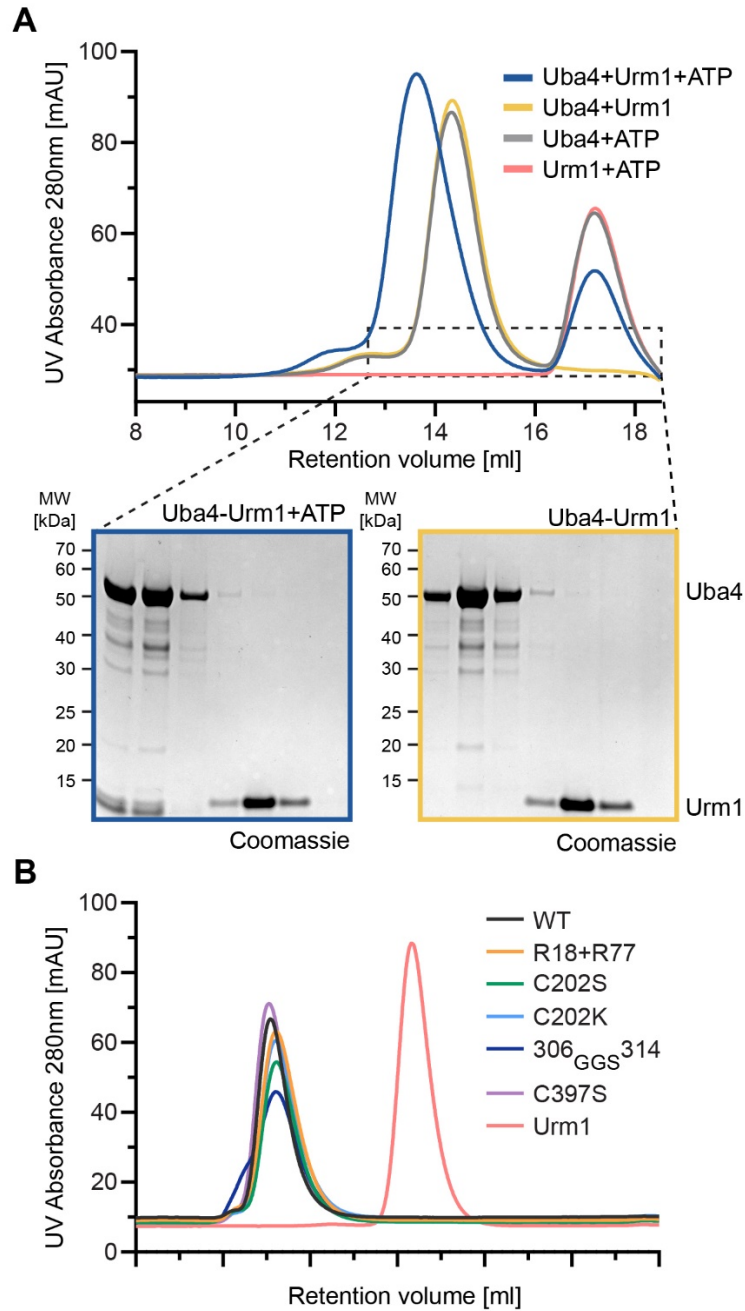 A
UV Absorbance 280nm [mAU]
100
80
60
40
Uba4+Urm1+ATP
Uba4+Urm1
Uba4+ATP
Urm1+ATP
8 10 12 14 16 18
Retention volume [ml]
MW [kDa]
Uba4-Urm1+ATP
70
60
50
40
30
25
20
15
Coomassie
MW [kDa]
Uba4-Urm1
70
60
50
40
30
25
20
15
Uba4
Urm1
Coomassie
B
UV Absorbance 280nm [mAU]
100
80
60
40
20
0
WT
R18+R77
C202S
C202K
306GGS314
C397S
Urm1
Retention volume [ml]